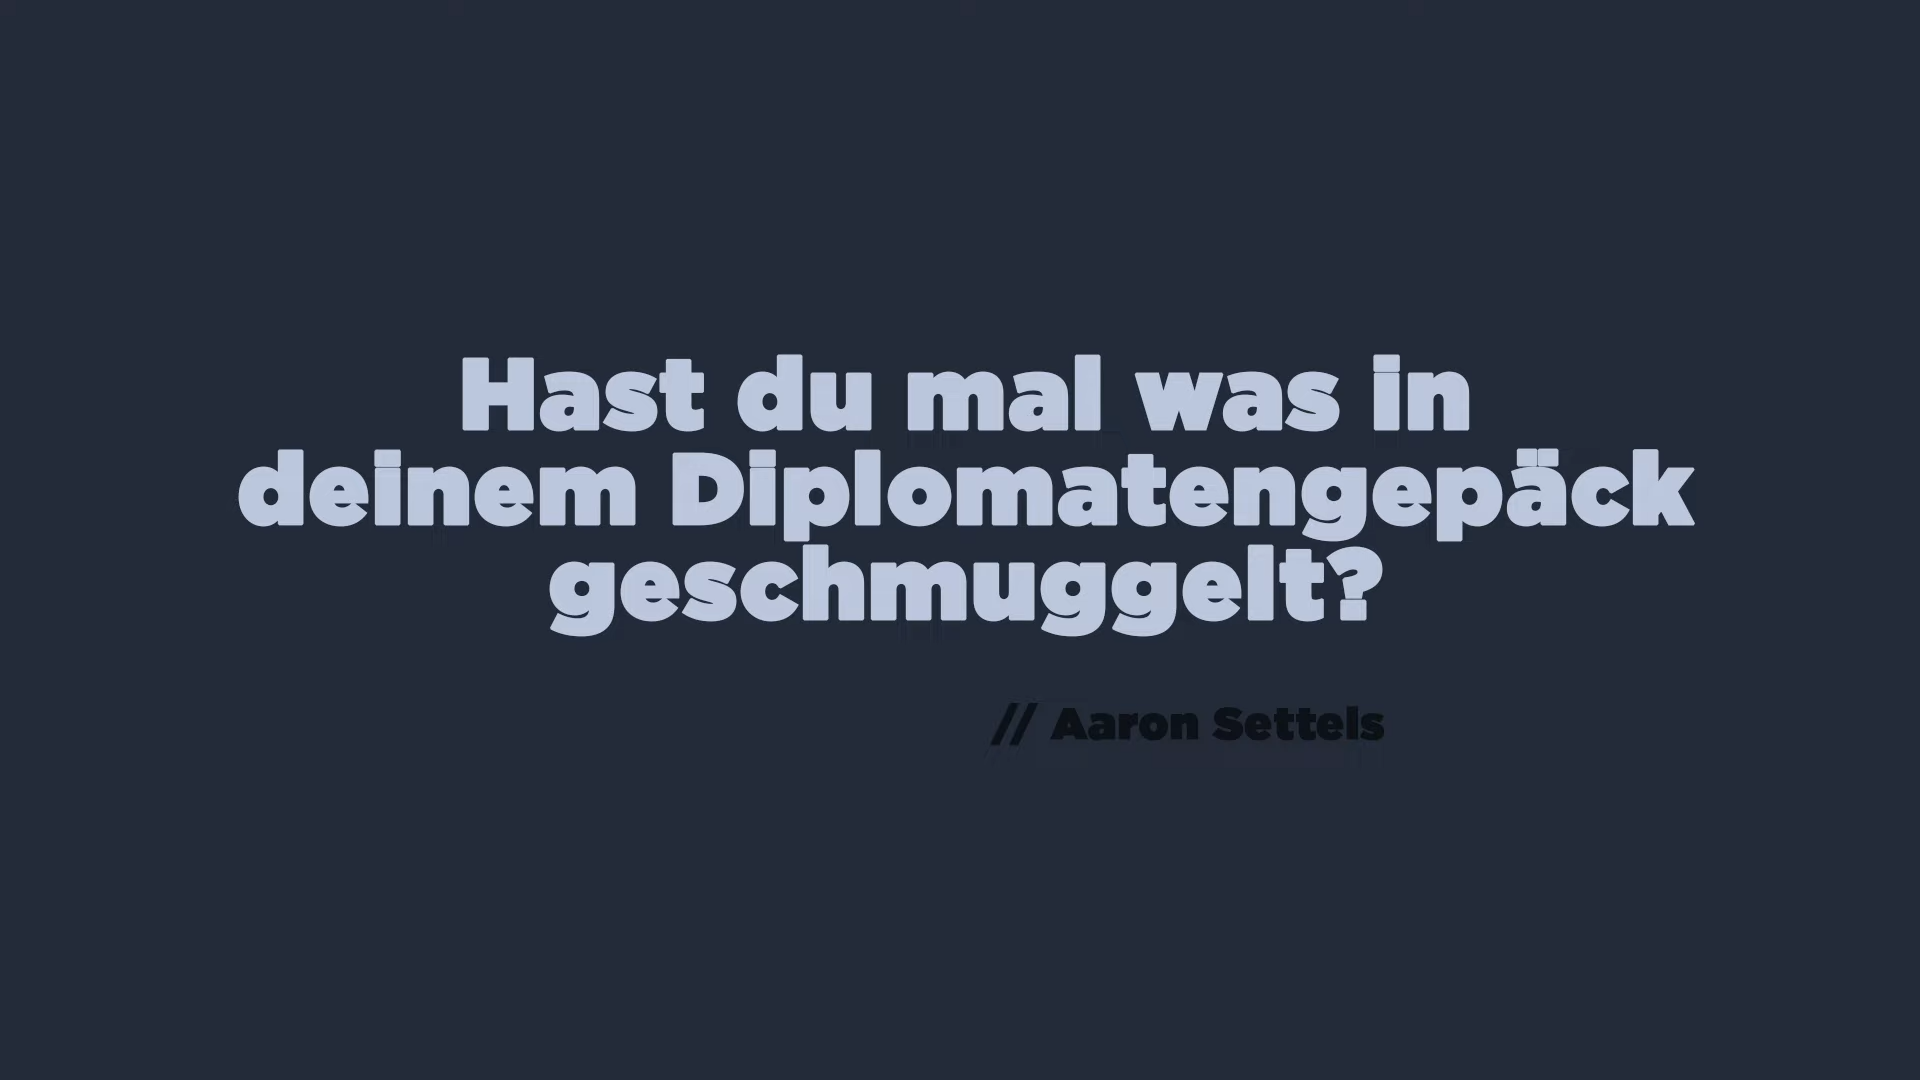 Hast du mal was in
deinem Diplomatengepäck
geschmuggelt?
// Aaron Settels